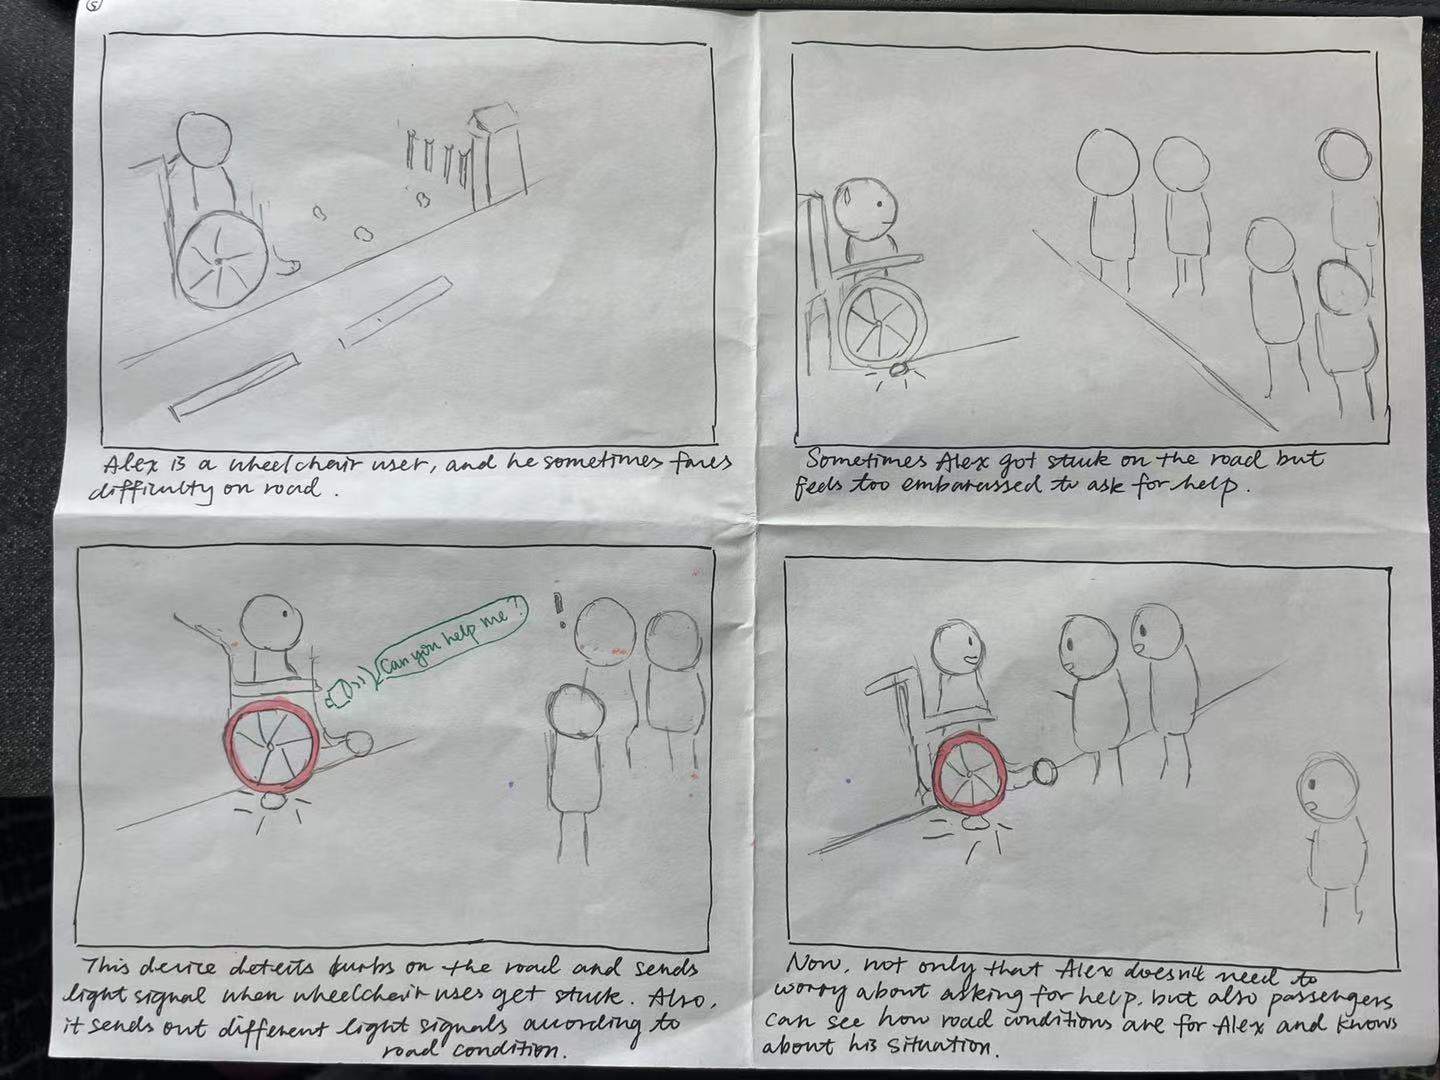 5
Alex is a wheelchair user, and he sometimes faces
difficulty on road.
Sometimes Alex got stuck on the road but
feels too embarassed to ask for help.
Can you help me?
!
This device detects burbs on the road and sends
light signal when wheelchair uses get stuck. Also,
it sends out different light signals according to
road condition.
Now, not only that Alex doesn't need to
worry about asking for help, but also passengers
can see how road conditions are for Alex and knows
about his situation.